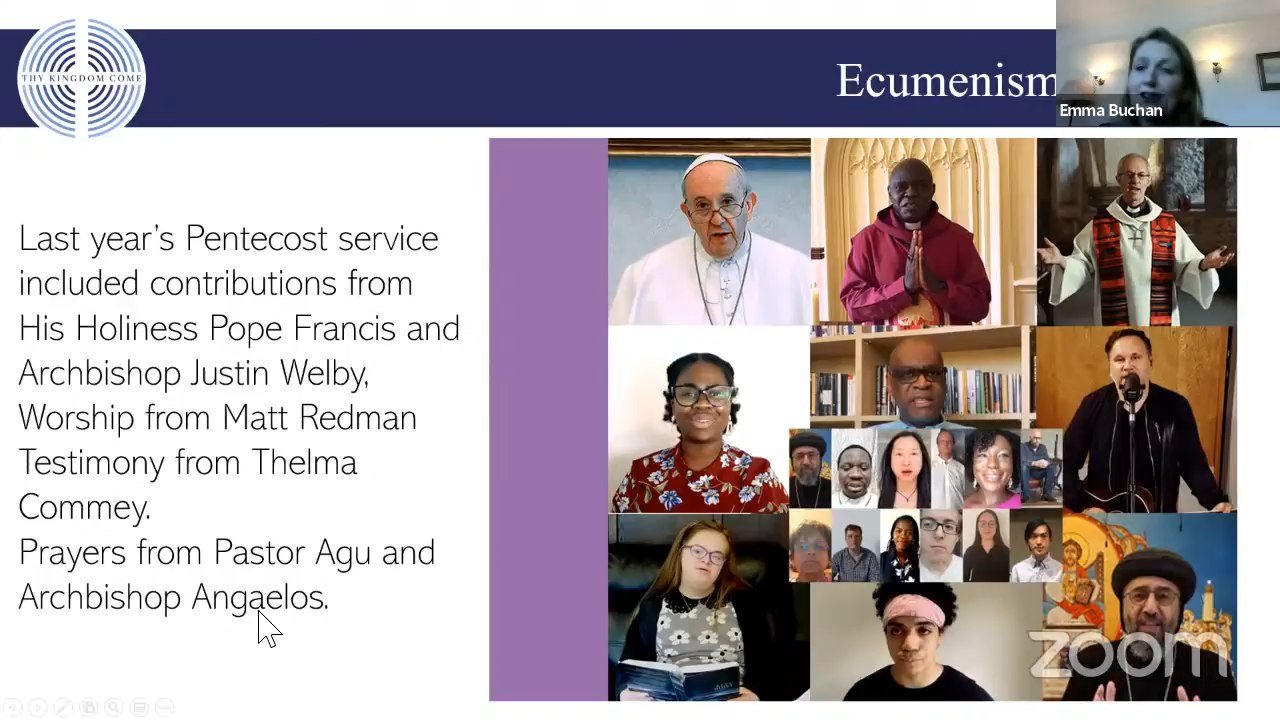 THY KINGDOM COME
Ecumenism
Emma Buchan
Last year's Pentecost service
included contributions from
His Holiness Pope Francis and
Archbishop Justin Welby,
Worship from Matt Redman
Testimony from Thelma
Commey.
Prayers from Pastor Agu and
Archbishop Angaelos.
zoom